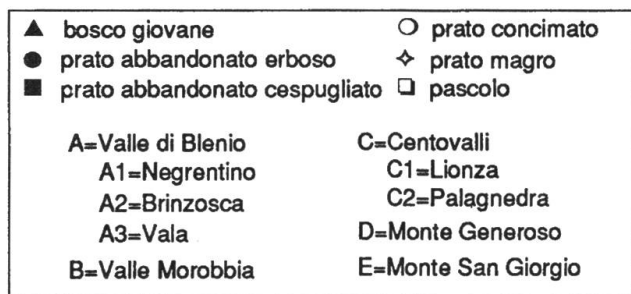 bosco giovane
prato concimato
prato abbandonato erboso
prato magro
prato abbandonato cespugliato
pascolo
A=Valle di Blenio
A1=Negrentino
A2=Brinzosca
A3=Vala
B=Valle Morobbia
C=Centovalli
C1=Lionza
C2=Palagnedra
D=Monte Generoso
E=Monte San Giorgio